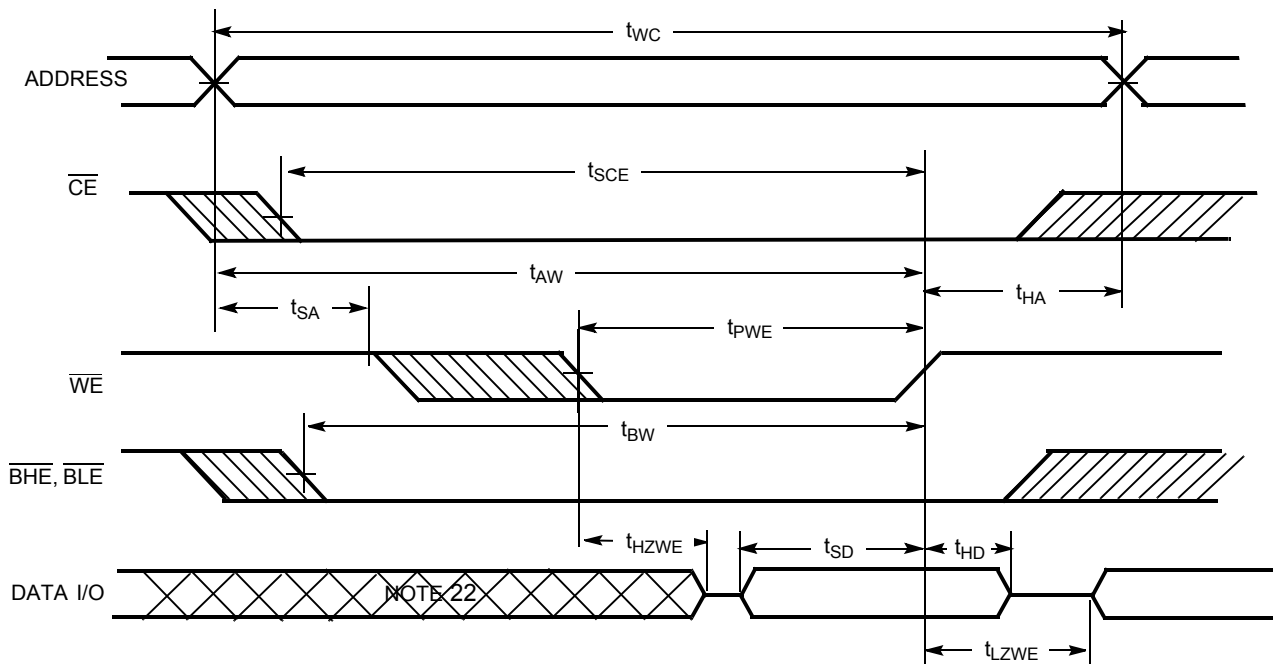 tWC
ADDRESS
tSCE
CE
tAW
tSA
tHA
tPWE
WE
tBW
BHE, BLE
tHZWE
tSD
tHD
DATA I/O
NOTE 22
tLZWE